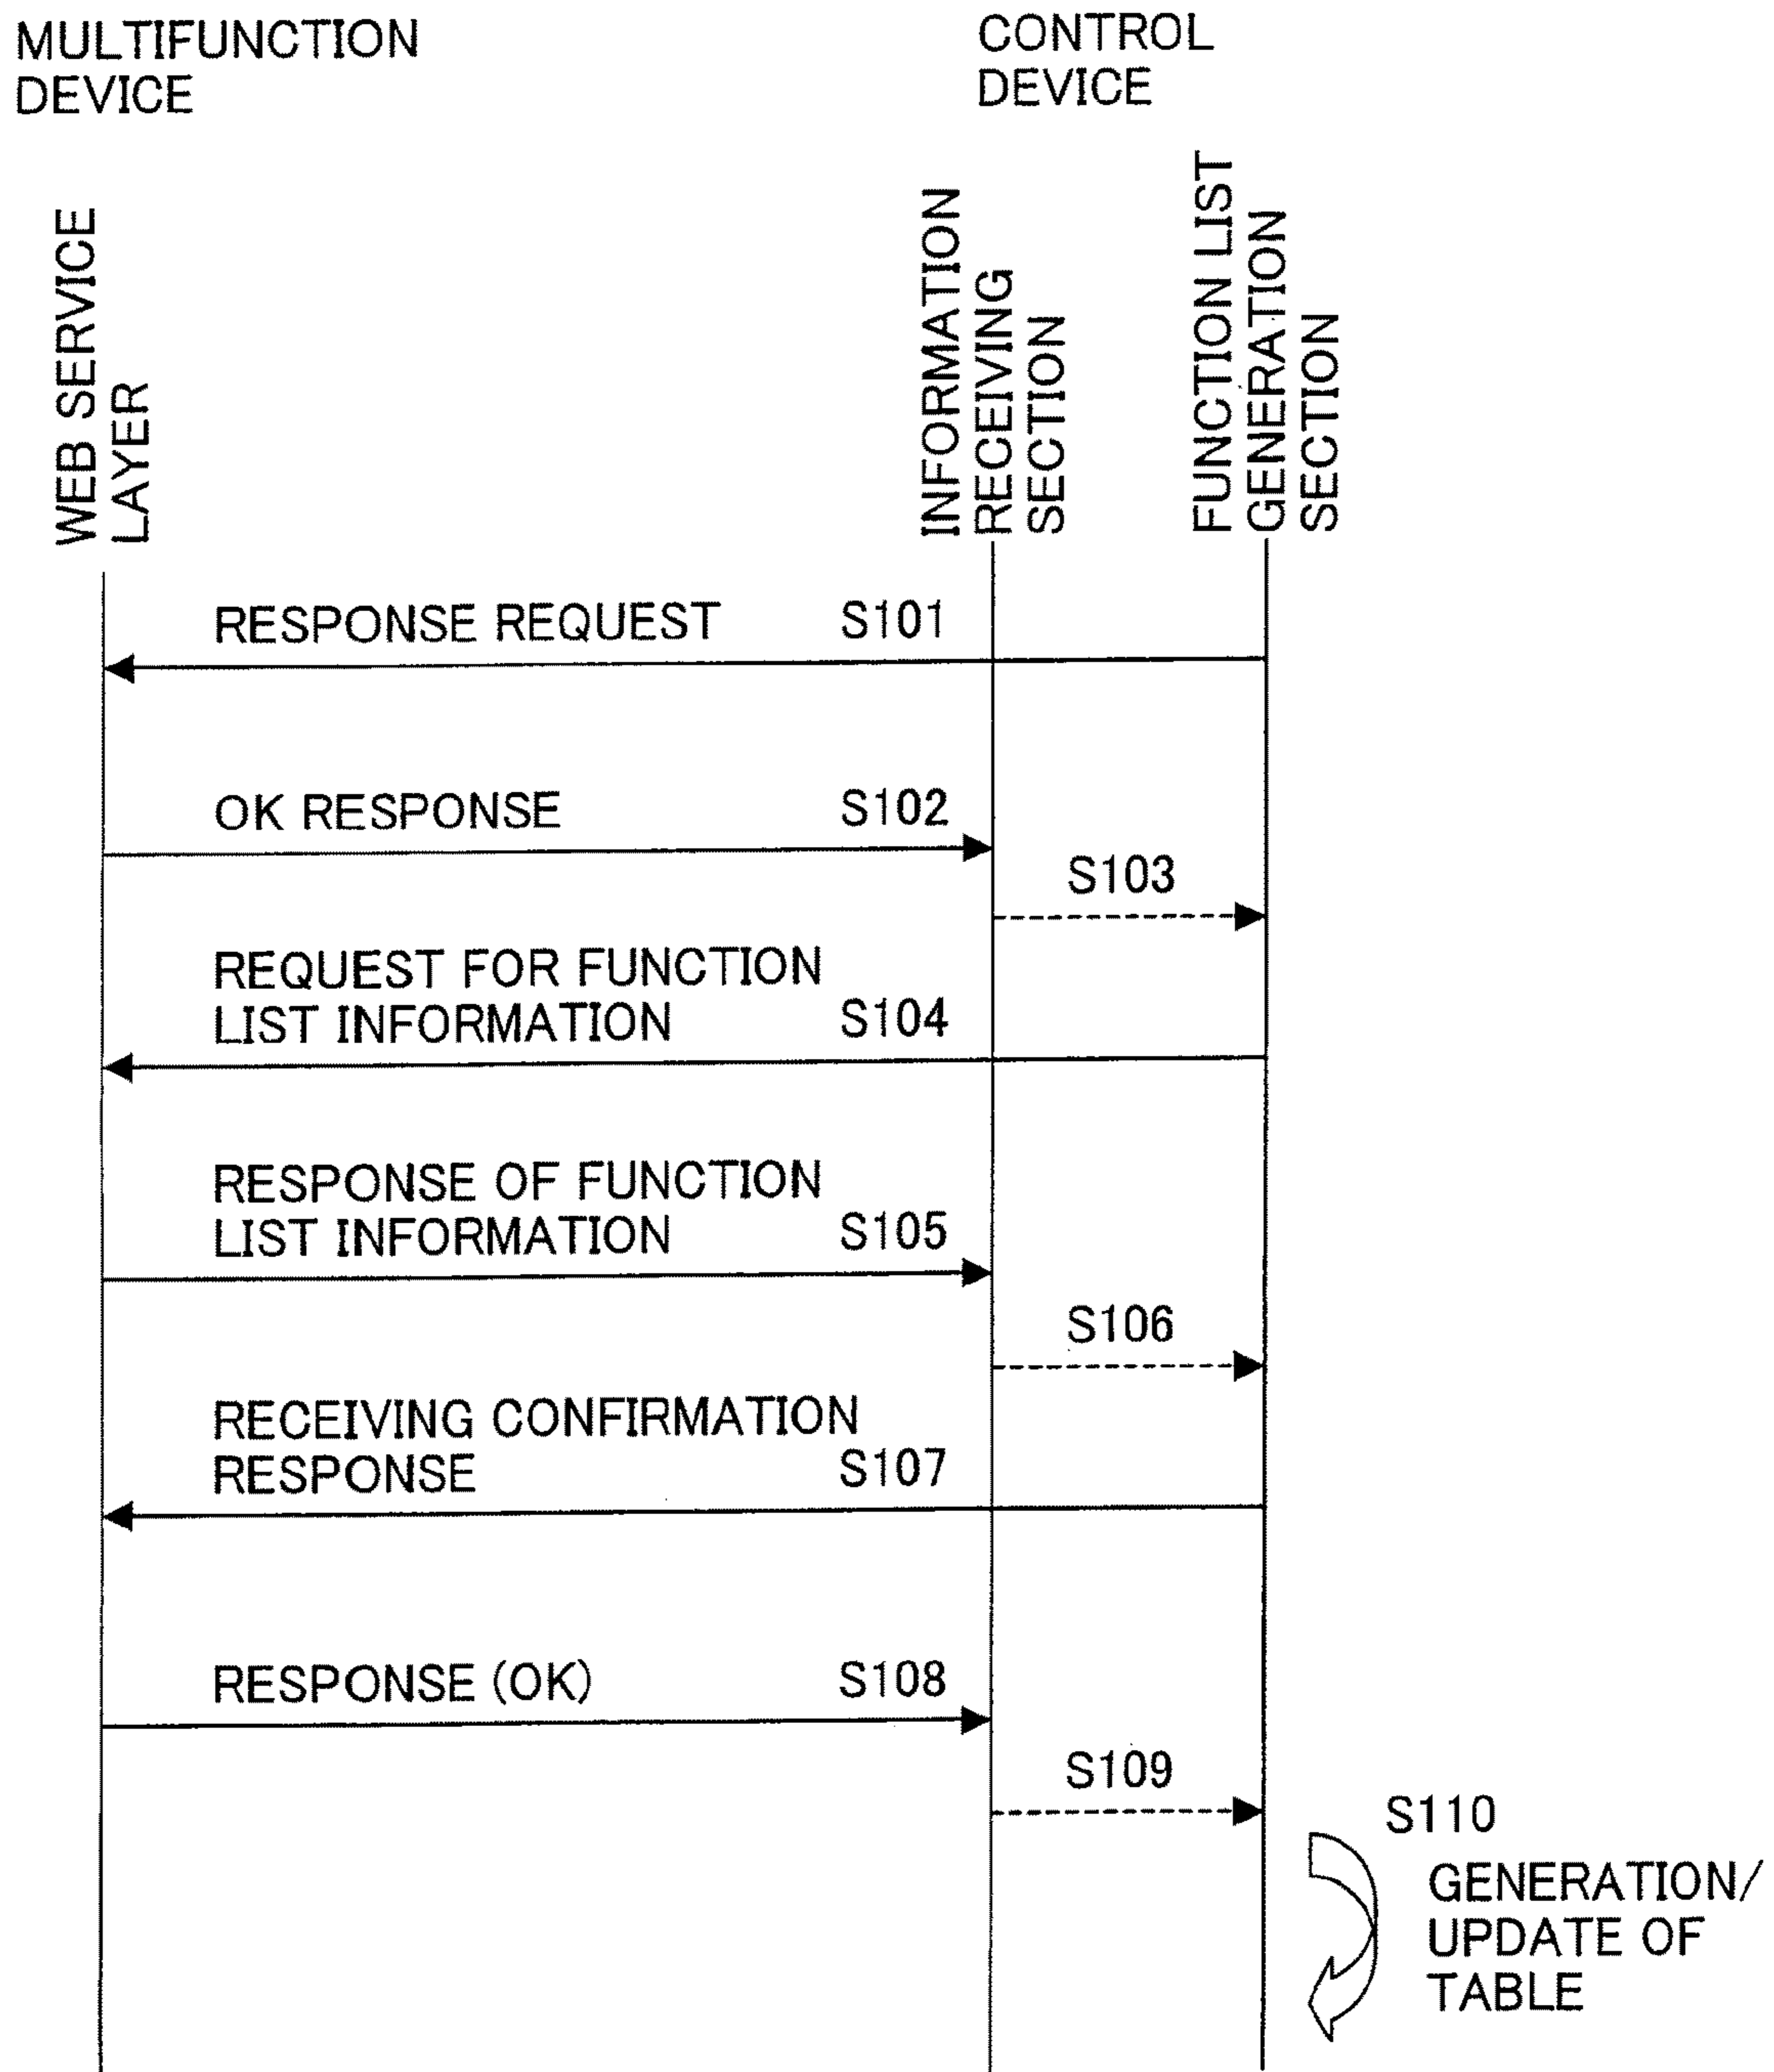 MULTIFUNCTION
DEVICE
CONTROL
DEVICE
WEB SERVICE
LAYER
INFORMATION
RECEIVING
SECTION
FUNCTION LIST
GENERATION
SECTION
RESPONSE REQUEST S101
OK RESPONSE S102
S103
REQUEST FOR FUNCTION
LIST INFORMATION S104
RESPONSE OF FUNCTION
LIST INFORMATION S105
S106
RECEIVING CONFIRMATION
RESPONSE S107
RESPONSE (OK) S108
S109
S110
GENERATION/
UPDATE OF
TABLE